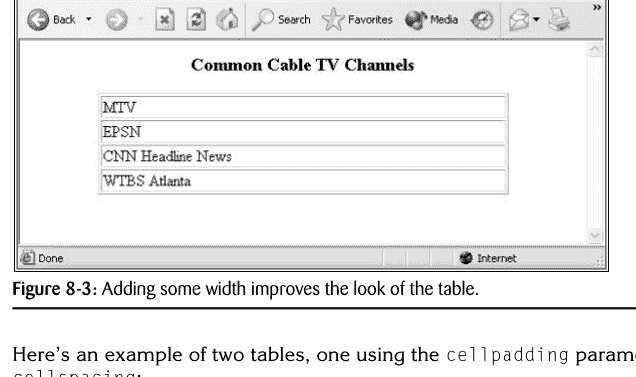 Back Search Favorites Media »
Common Cable TV Channels
MTV
EPSN
CNN Headline News
WTBS Atlanta
Done Internet
Figure 8-3: Adding some width improves the look of the table.
Here's an example of two tables, one using the cellpadding parame
cellspacing: